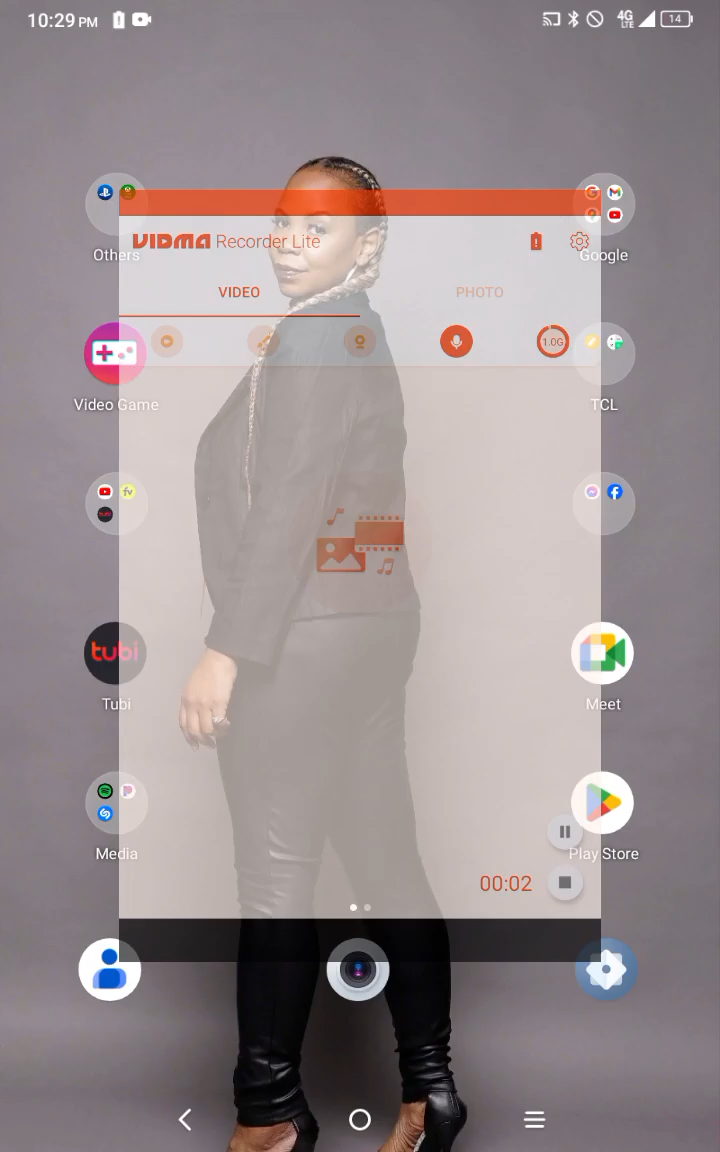 10:29 PM
4G
LTE
14
VIDMA Recorder Lite
Others
Google
VIDEO
PHOTO
1.0G
Video Game
TCL
fv
tubi
tubi
Tubi
Meet
Media
Play Store
00:02